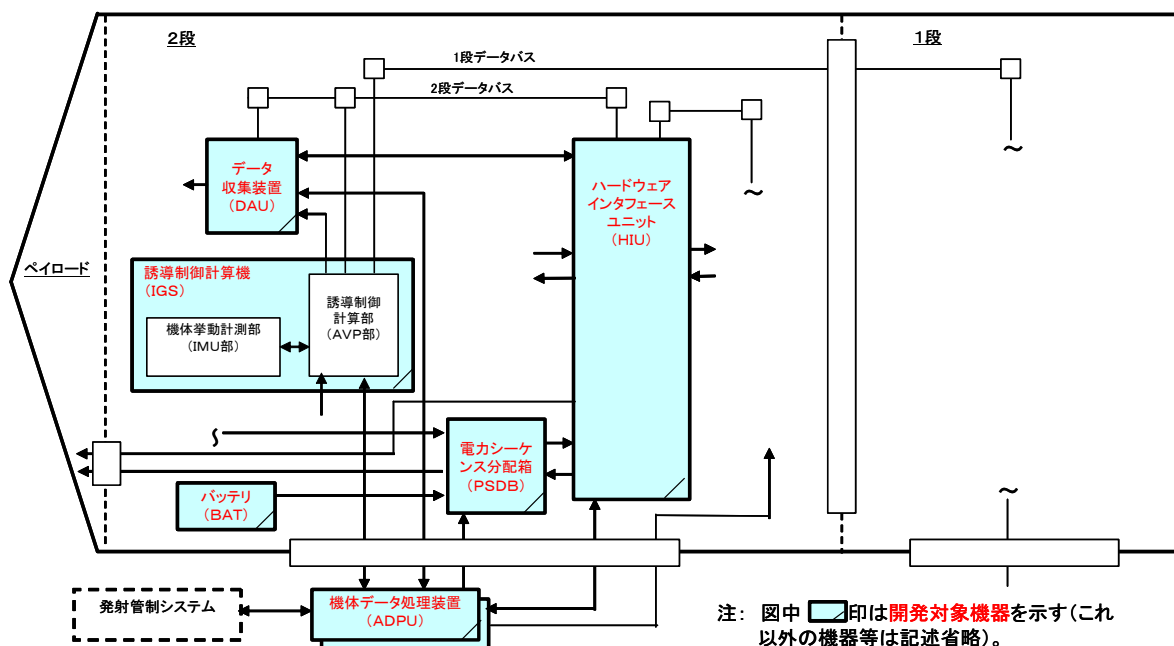 2段
1段
1段データバス
2段データバス
データ
収集装置
(DAU)
ハードウェア
インタフェース
ユニット
(HIU)
ペイロード
誘導制御計算機
(IGS)
誘導制御
計算部
(AVP部)
機体挙動計測部
(IMU部)
電力シーケ
ンス分配箱
(PSDB)
バッテリ
(BAT)
発射管制システム
機体データ処理装置
(ADPU)
注: 図中 印は開発対象機器を示す(これ
以外の機器等は記述省略)。